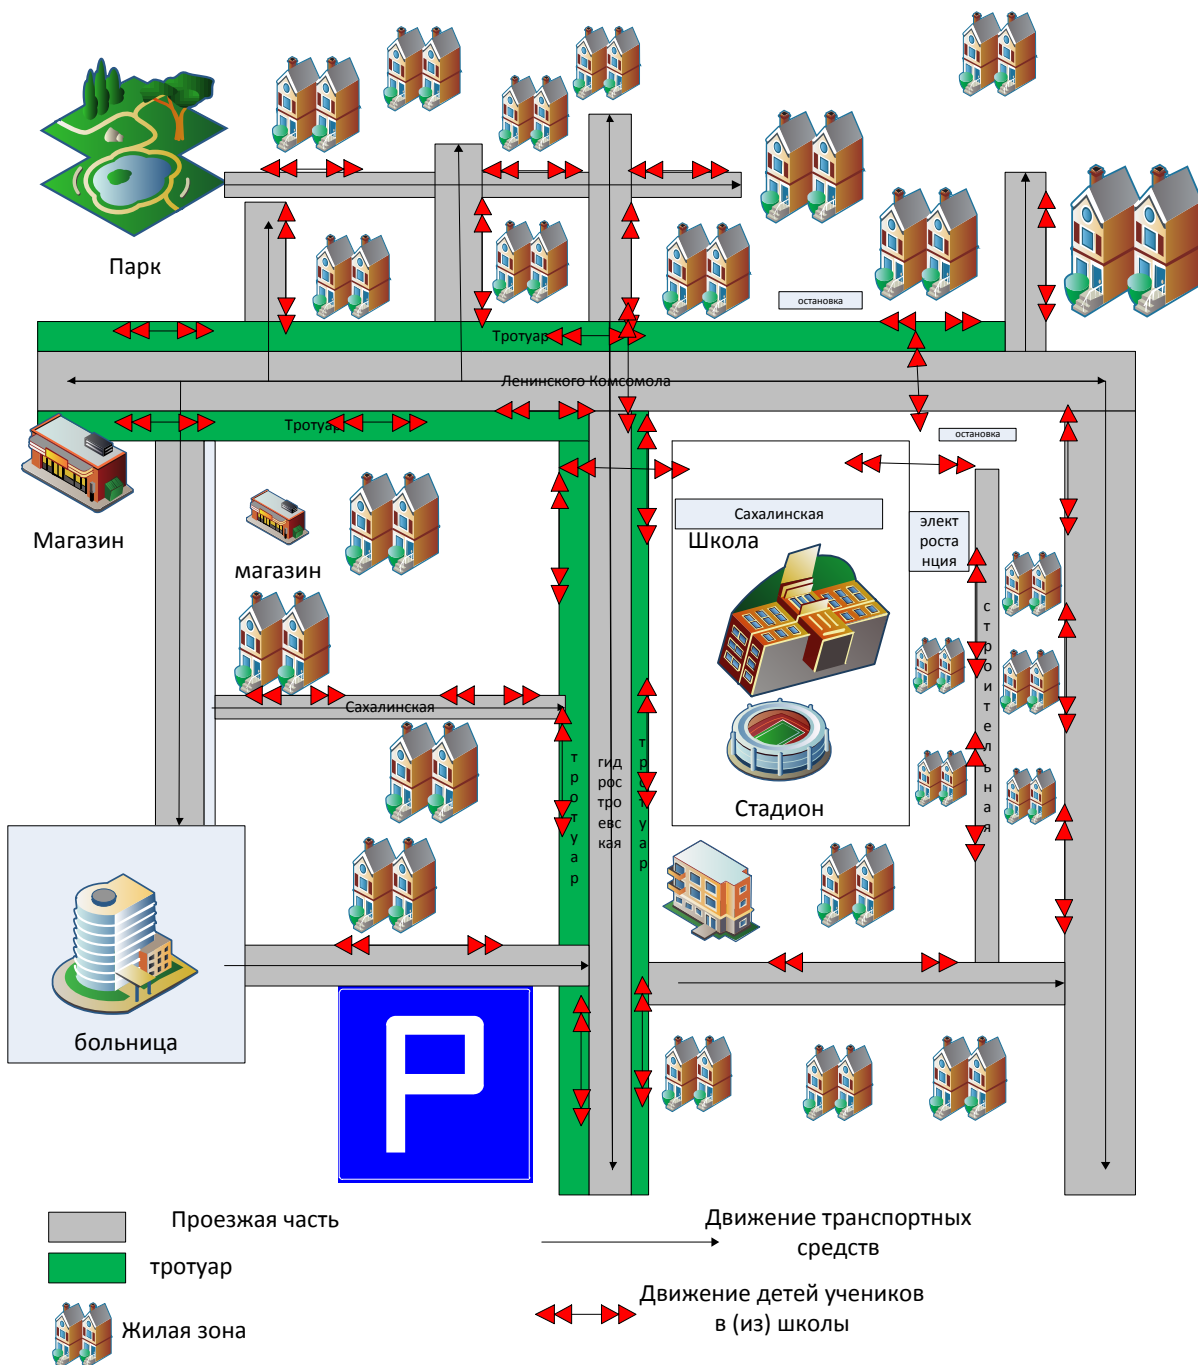 Парк
остановка
Тротуар
Ленинского Комсомола
Тротуар
остановка
Магазин
магазин
Сахалинская
Школа
элект
роста
нция
строительная
Сахалинская
тротуар
гид
рос
тро
евс
кая
тротуар
Стадион
больница
P
Проезжая часть
тротуар
Жилая зона
Движение транспортных
средств
Движение детей учеников
в (из) школы